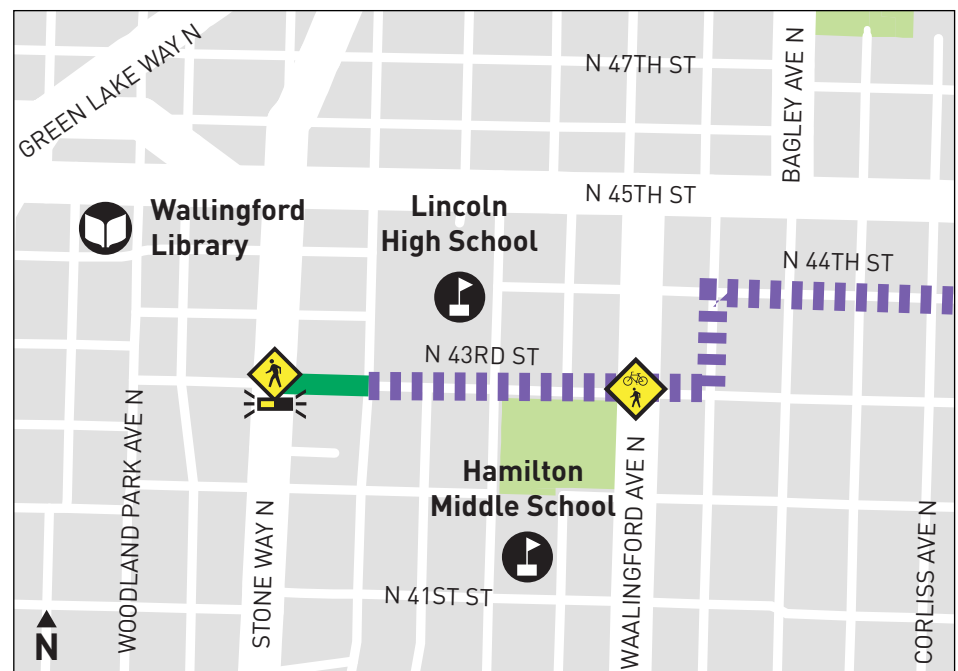 GREEN LAKE WAY N
N 47TH ST
BAGLEY AVE N
N 45TH ST
Wallingford
Library
Lincoln
High School
N 44TH ST
N 43RD ST
WOODLAND PARK AVE N
STONE WAY N
Hamilton
Middle School
WAALINGFORD AVE N
CORLISS AVE N
N 41ST ST
N